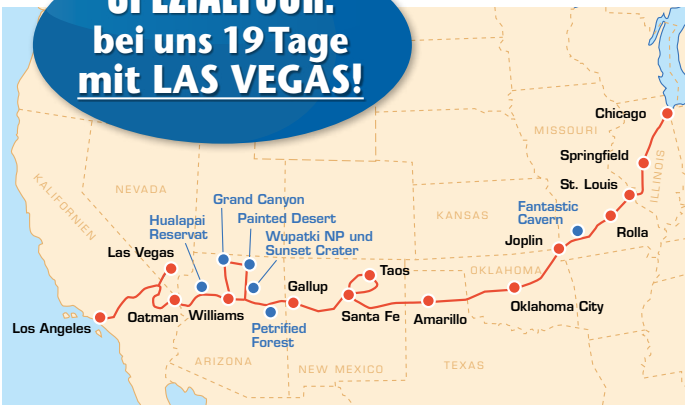 SPEZIALTOUR:
bei uns 19 Tage
mit LAS VEGAS!
Chicago
MISSOURI
Springfield
ILLINOIS
St. Louis
KALIFORNIEN
NEVADA
Grand Canyon
Fantastic
Cavern
Hualapai
Reservat
Painted Desert
KANSAS
Rolla
Wupatki NP und
Sunset Crater
Joplin
Las Vegas
Taos
OKLAHOMA
Gallup
Los Angeles
Oatman
Williams
Santa Fe
Amarillo
Oklahoma City
Petrified
Forest
ARIZONA
NEW MEXICO
TEXAS